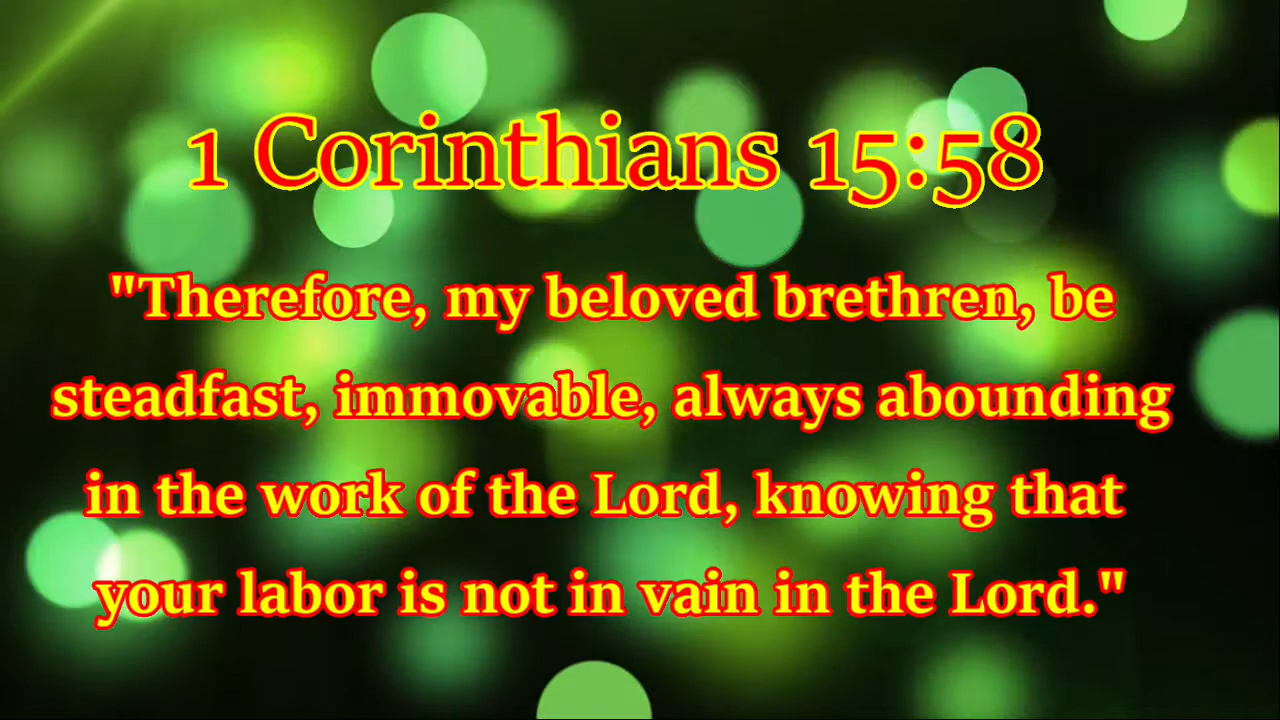 1 Corinthians 15:58
"Therefore, my beloved brethren, be
steadfast, immovable, always abounding
in the work of the Lord, knowing that
your labor is not in vain in the Lord."